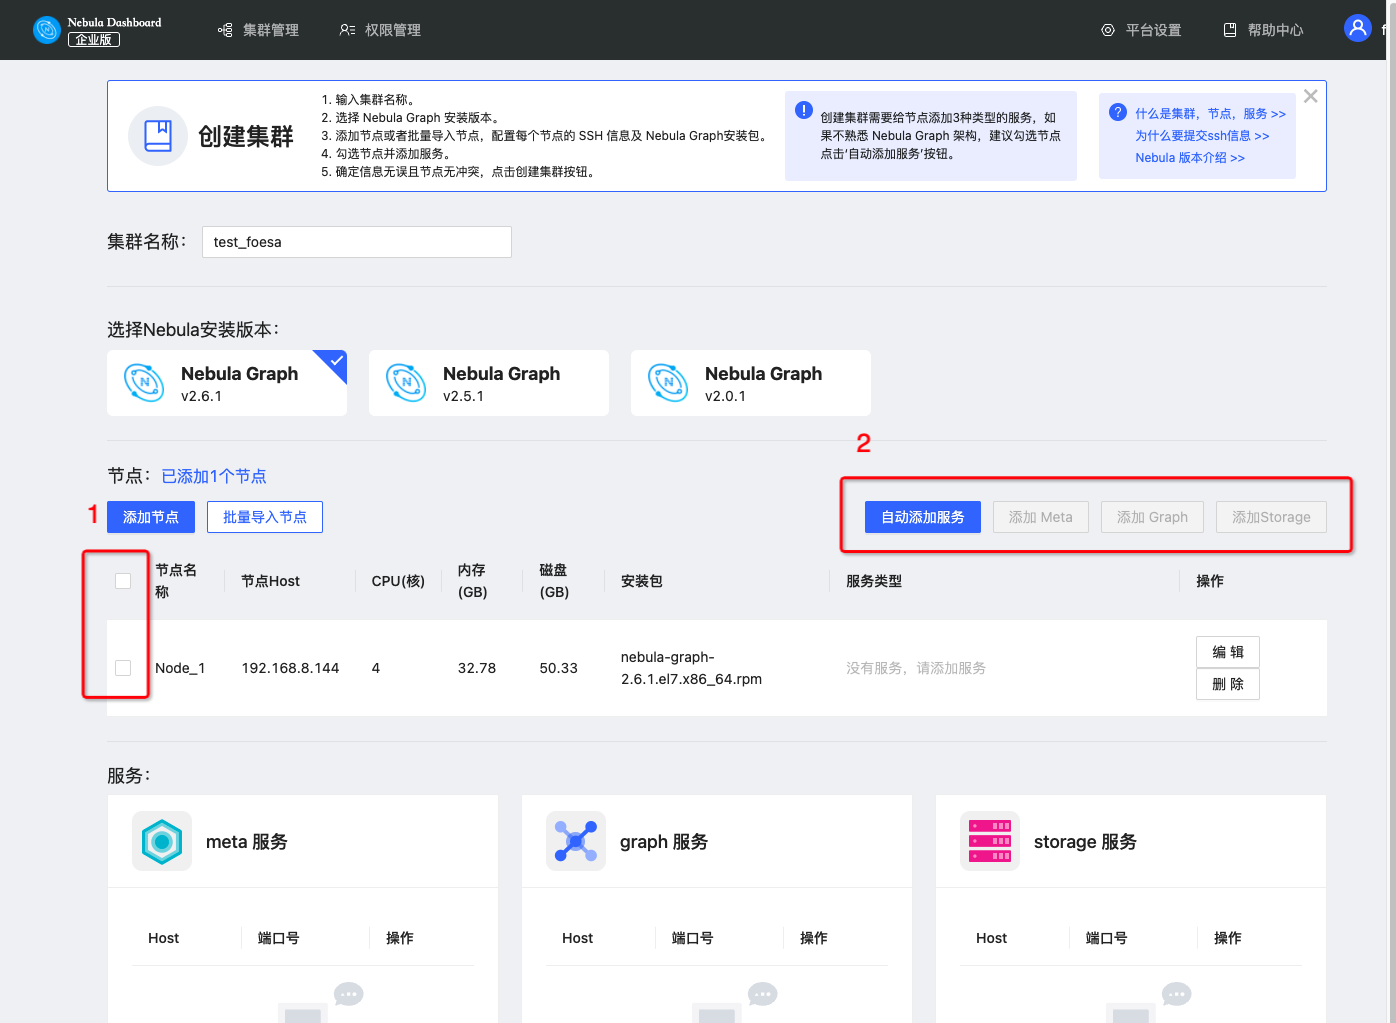 Nebula Dashboard
企业版
集群管理
权限管理
平台设置
帮助中心
创建集群
1. 输入集群名称。
2. 选择 Nebula Graph 安装版本。
3. 添加节点或者批量导入节点，配置每个节点的 SSH 信息及 Nebula Graph安装包。
4. 勾选节点并添加服务。
5. 确定信息无误且节点无冲突，点击创建集群按钮。
创建集群需要给节点添加3种类型的服务，如
果不熟悉 Nebula Graph 架构，建议勾选节点
点击‘自动添加服务’按钮。
什么是集群，节点，服务 >>
为什么要提交ssh信息 >>
Nebula 版本介绍 >>
集群名称：
test_foesa
选择Nebula安装版本：
Nebula Graph
v2.6.1
Nebula Graph
v2.5.1
Nebula Graph
v2.0.1
2
节点： 已添加1个节点
1
添加节点
批量导入节点
自动添加服务
添加 Meta
添加 Graph
添加Storage
节点名
称
节点Host
CPU(核)
内存
(GB)
磁盘
(GB)
安装包
服务类型
操作
Node_1
192.168.8.144
4
32.78
50.33
nebula-graph-
2.6.1.el7.x86_64.rpm
没有服务，请添加服务
编 辑
删 除
服务：
meta 服务
graph 服务
storage 服务
Host
端口号
操作
Host
端口号
操作
Host
端口号
操作